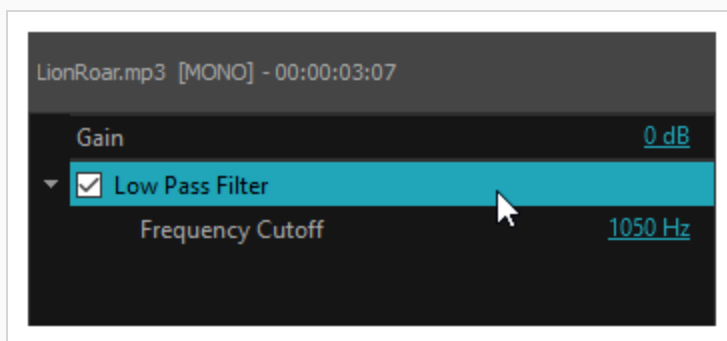 LionRoar.mp3 [MONO] - 00:00:03:07
Gain 0 dB
Low Pass Filter
Frequency Cutoff 1050 Hz